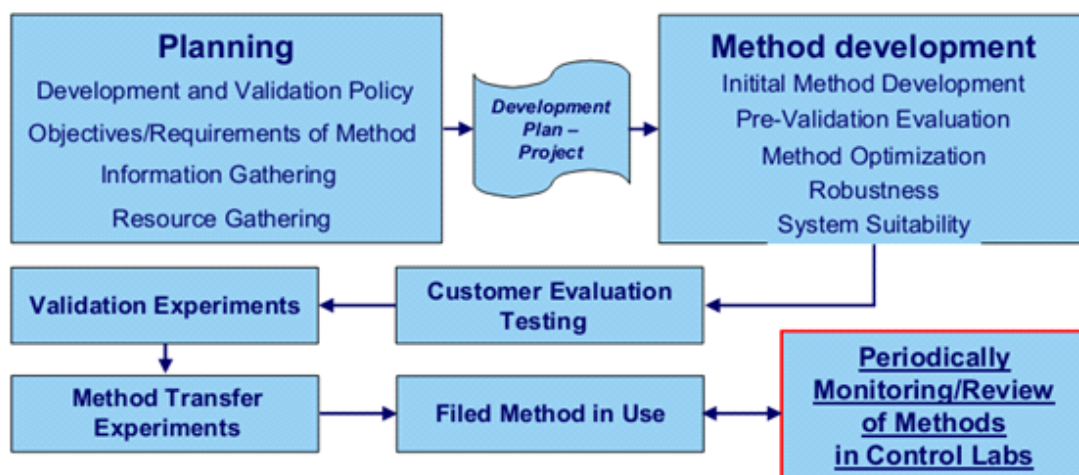 Planning
Development and Validation Policy
Objectives/Requirements of Method
Information Gathering
Resource Gathering
Development
Plan –
Project
Method development
Initital Method Development
Pre-Validation Evaluation
Method Optimization
Robustness
System Suitability
Validation Experiments
Customer Evaluation
Testing
Method Transfer
Experiments
Filed Method in Use
Periodically
Monitoring/Review
of Methods
in Control Labs